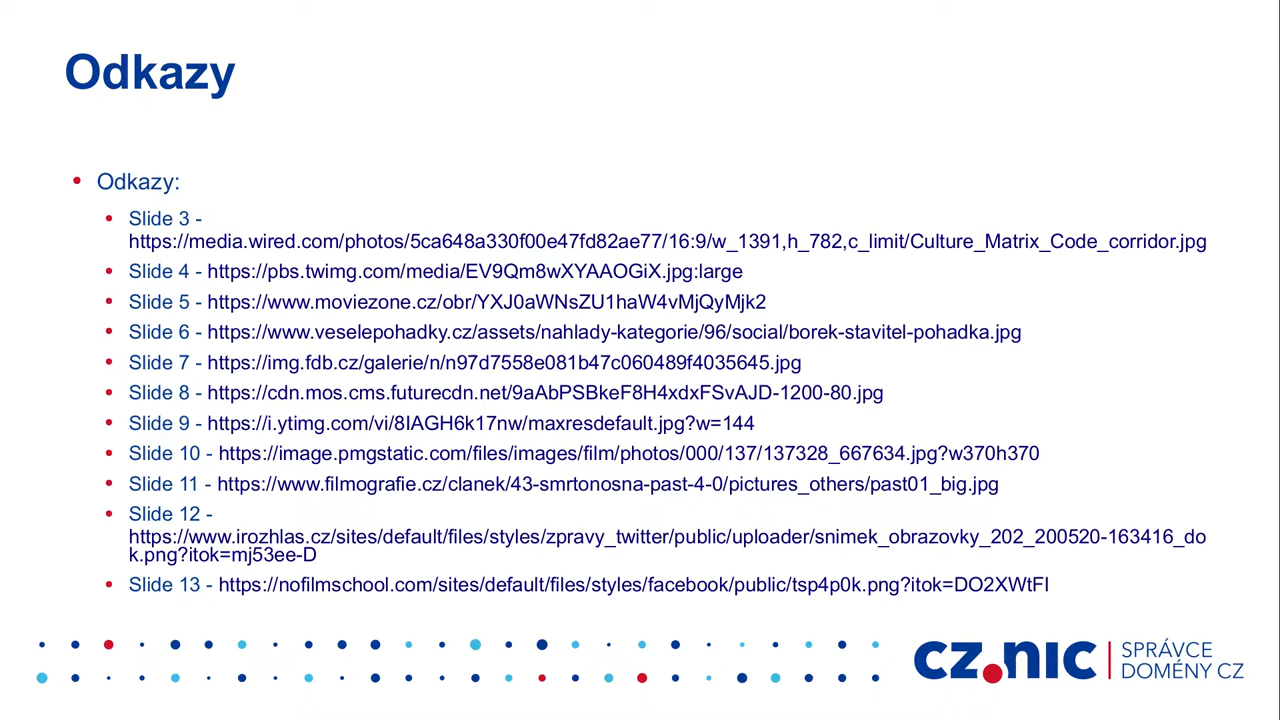 Odkazy
Odkazy:
Slide 3 -
https://media.wired.com/photos/5ca648a330f00e47fd82ae77/16:9/w_1391,h_782,c_limit/Culture_Matrix_Code_corridor.jpg
Slide 4 - https://pbs.twimg.com/media/EV9Qm8wXYAAOGiX.jpg:large
Slide 5 - https://www.moviezone.cz/obr/YXJ0aWNsZU1haW4vMjQyMjk2
Slide 6 - https://www.veselepohadky.cz/assets/nahlady-kategorie/96/social/borek-stavitel-pohadka.jpg
Slide 7 - https://img.fdb.cz/galerie/n/n97d7558e081b47c060489f4035645.jpg
Slide 8 - https://cdn.mos.cms.futurecdn.net/9aAbPSBkeF8H4xdxFSvAJD-1200-80.jpg
Slide 9 - https://i.ytimg.com/vi/8IAGH6k17nw/maxresdefault.jpg?w=144
Slide 10 - https://image.pmgstatic.com/files/images/film/photos/000/137/137328_667634.jpg?w370h370
Slide 11 - https://www.filmografie.cz/clanek/43-smrtonosna-past-4-0/pictures_others/past01_big.jpg
Slide 12 -
https://www.irozhlas.cz/sites/default/files/styles/zpravy_twitter/public/uploader/snimek_obrazovky_202_200520-163416_do
k.png?itok=mj53ee-D
Slide 13 - https://nofilmschool.com/sites/default/files/styles/facebook/public/tsp4p0k.png?itok=DO2XWtFI
CZ.NIC
SPRÁVCE
DOMÉNY CZ